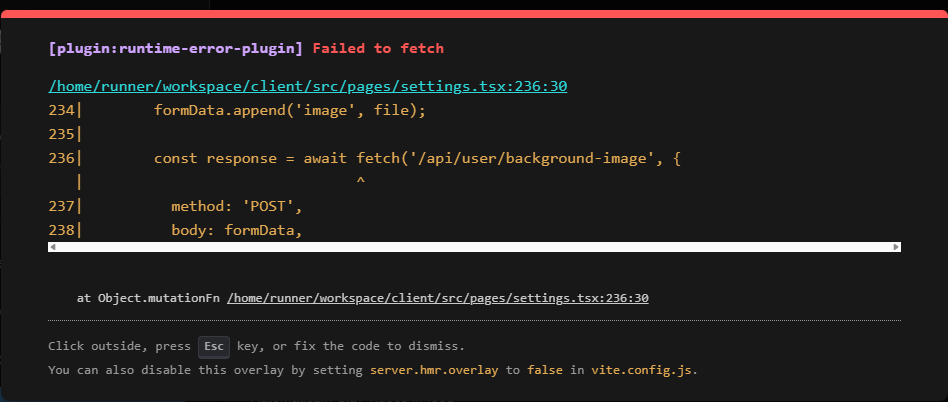 [plugin:runtime-error-plugin] Failed to fetch
/home/runner/workspace/client/src/pages/settings.tsx:236:30
234|        formData.append('image', file);
235|
236|        const response = await fetch('/api/user/background-image', {
   |                               ^
237|          method: 'POST',
238|          body: formData,
at Object.mutationFn /home/runner/workspace/client/src/pages/settings.tsx:236:30
Click outside, press Esc key, or fix the code to dismiss.
You can also disable this overlay by setting server.hmr.overlay to false in vite.config.js.